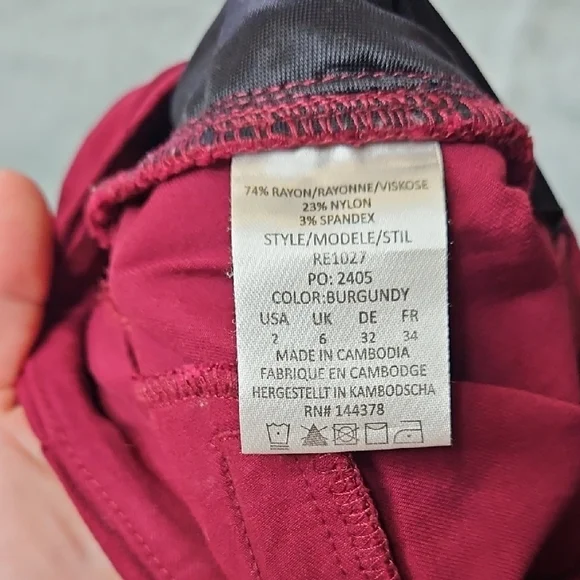 74% RAYON/RAYONNE/VISKOSE
23% NYLON
3% SPANDEX
STYLE/MODELE/STIL
RE1027
PO: 2405
COLOR:BURGUNDY
USA UK DE FR
2 6 32 34
MADE IN CAMBODIA
FABRIQUE EN CAMBODGE
HERGESTELLT IN KAMBODSCHA
RN# 144378